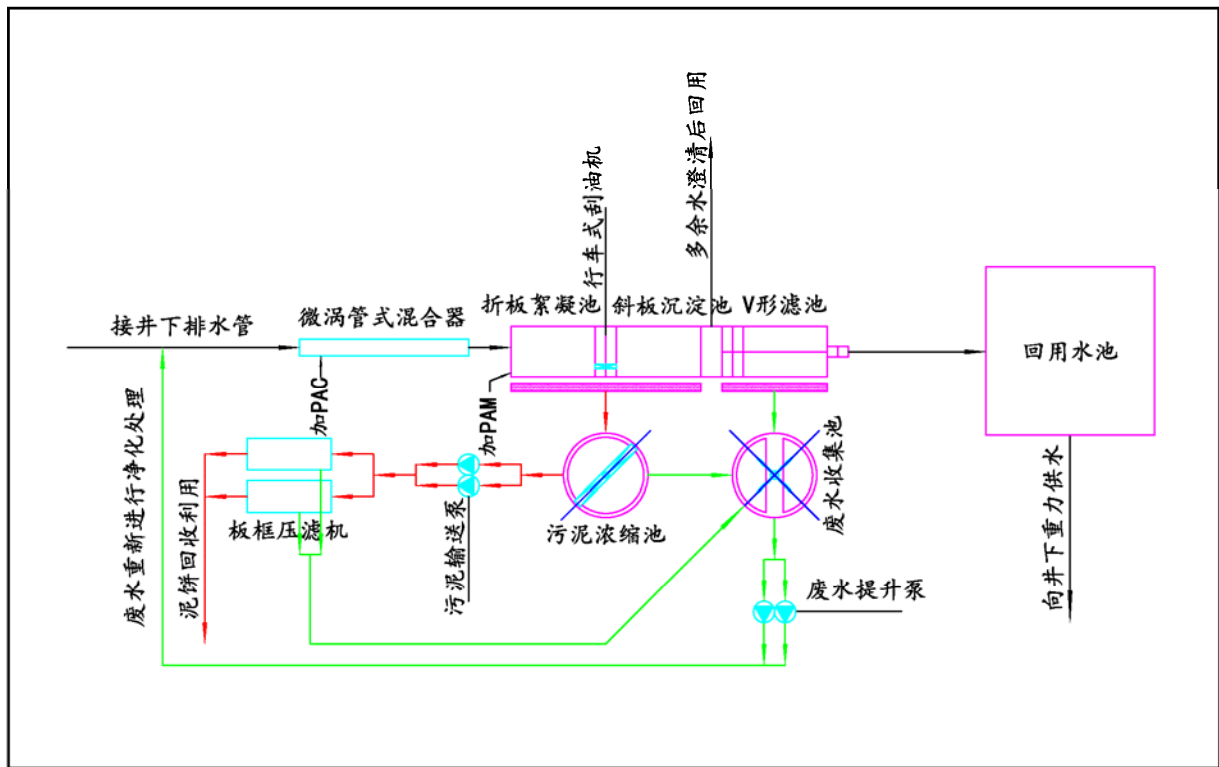 多余水澄清后回用
行车式刮油机
接井下排水管
微涡管式混合器
折板絮凝池
斜板沉淀池
V形滤池
回用水池
加PAC
加PAM
废水重新进行净化处理
泥饼回收利用
板框压滤机
污泥输送泵
污泥浓缩池
废水收集池
废水提升泵
向井下重力供水